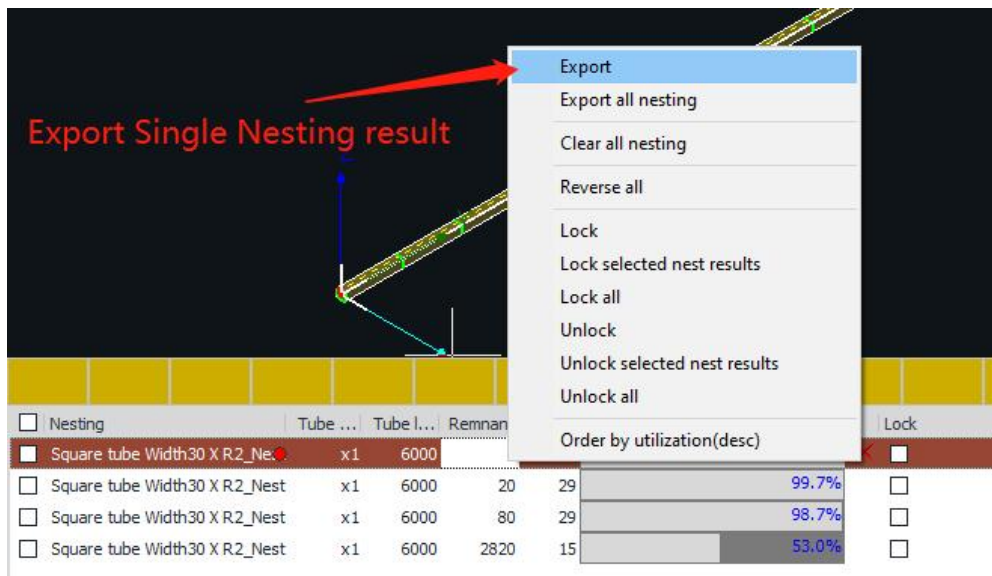 Export
Export all nesting
Export Single Nesting result
Clear all nesting
Reverse all
Lock
Lock selected nest results
Lock all
Unlock
Unlock selected nest results
Unlock all
Order by utilization(desc)
Nesting Tube ... Tube l... Remnan Lock
Square tube Width30 X R2_Ne x1 6000
Square tube Width30 X R2_Nest x1 6000 20 29 99.7%
Square tube Width30 X R2_Nest x1 6000 80 29 98.7%
Square tube Width30 X R2_Nest x1 6000 2820 15 53.0%